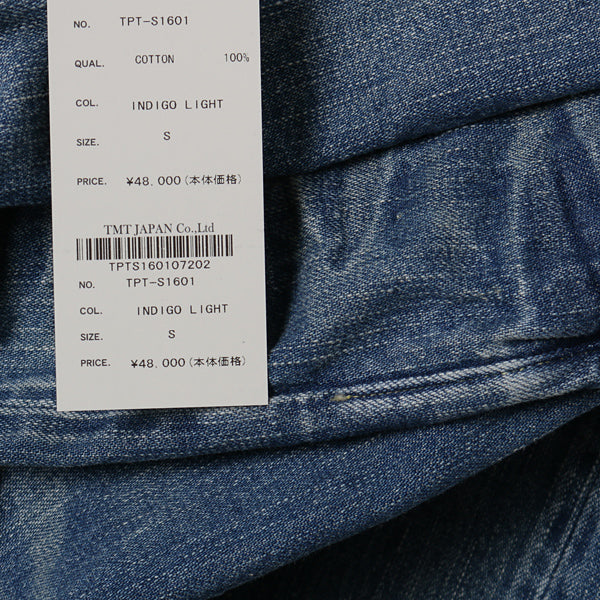 NO. TPT-S1601
QUAL. COTTON 100%
COL. INDIGO LIGHT
SIZE. S
PRICE. ¥48,000(本体価格)
TMT JAPAN Co.,Ltd
TPTS160107202
NO. TPT-S1601
COL. INDIGO LIGHT
SIZE. S
PRICE. ¥48,000(本体価格)